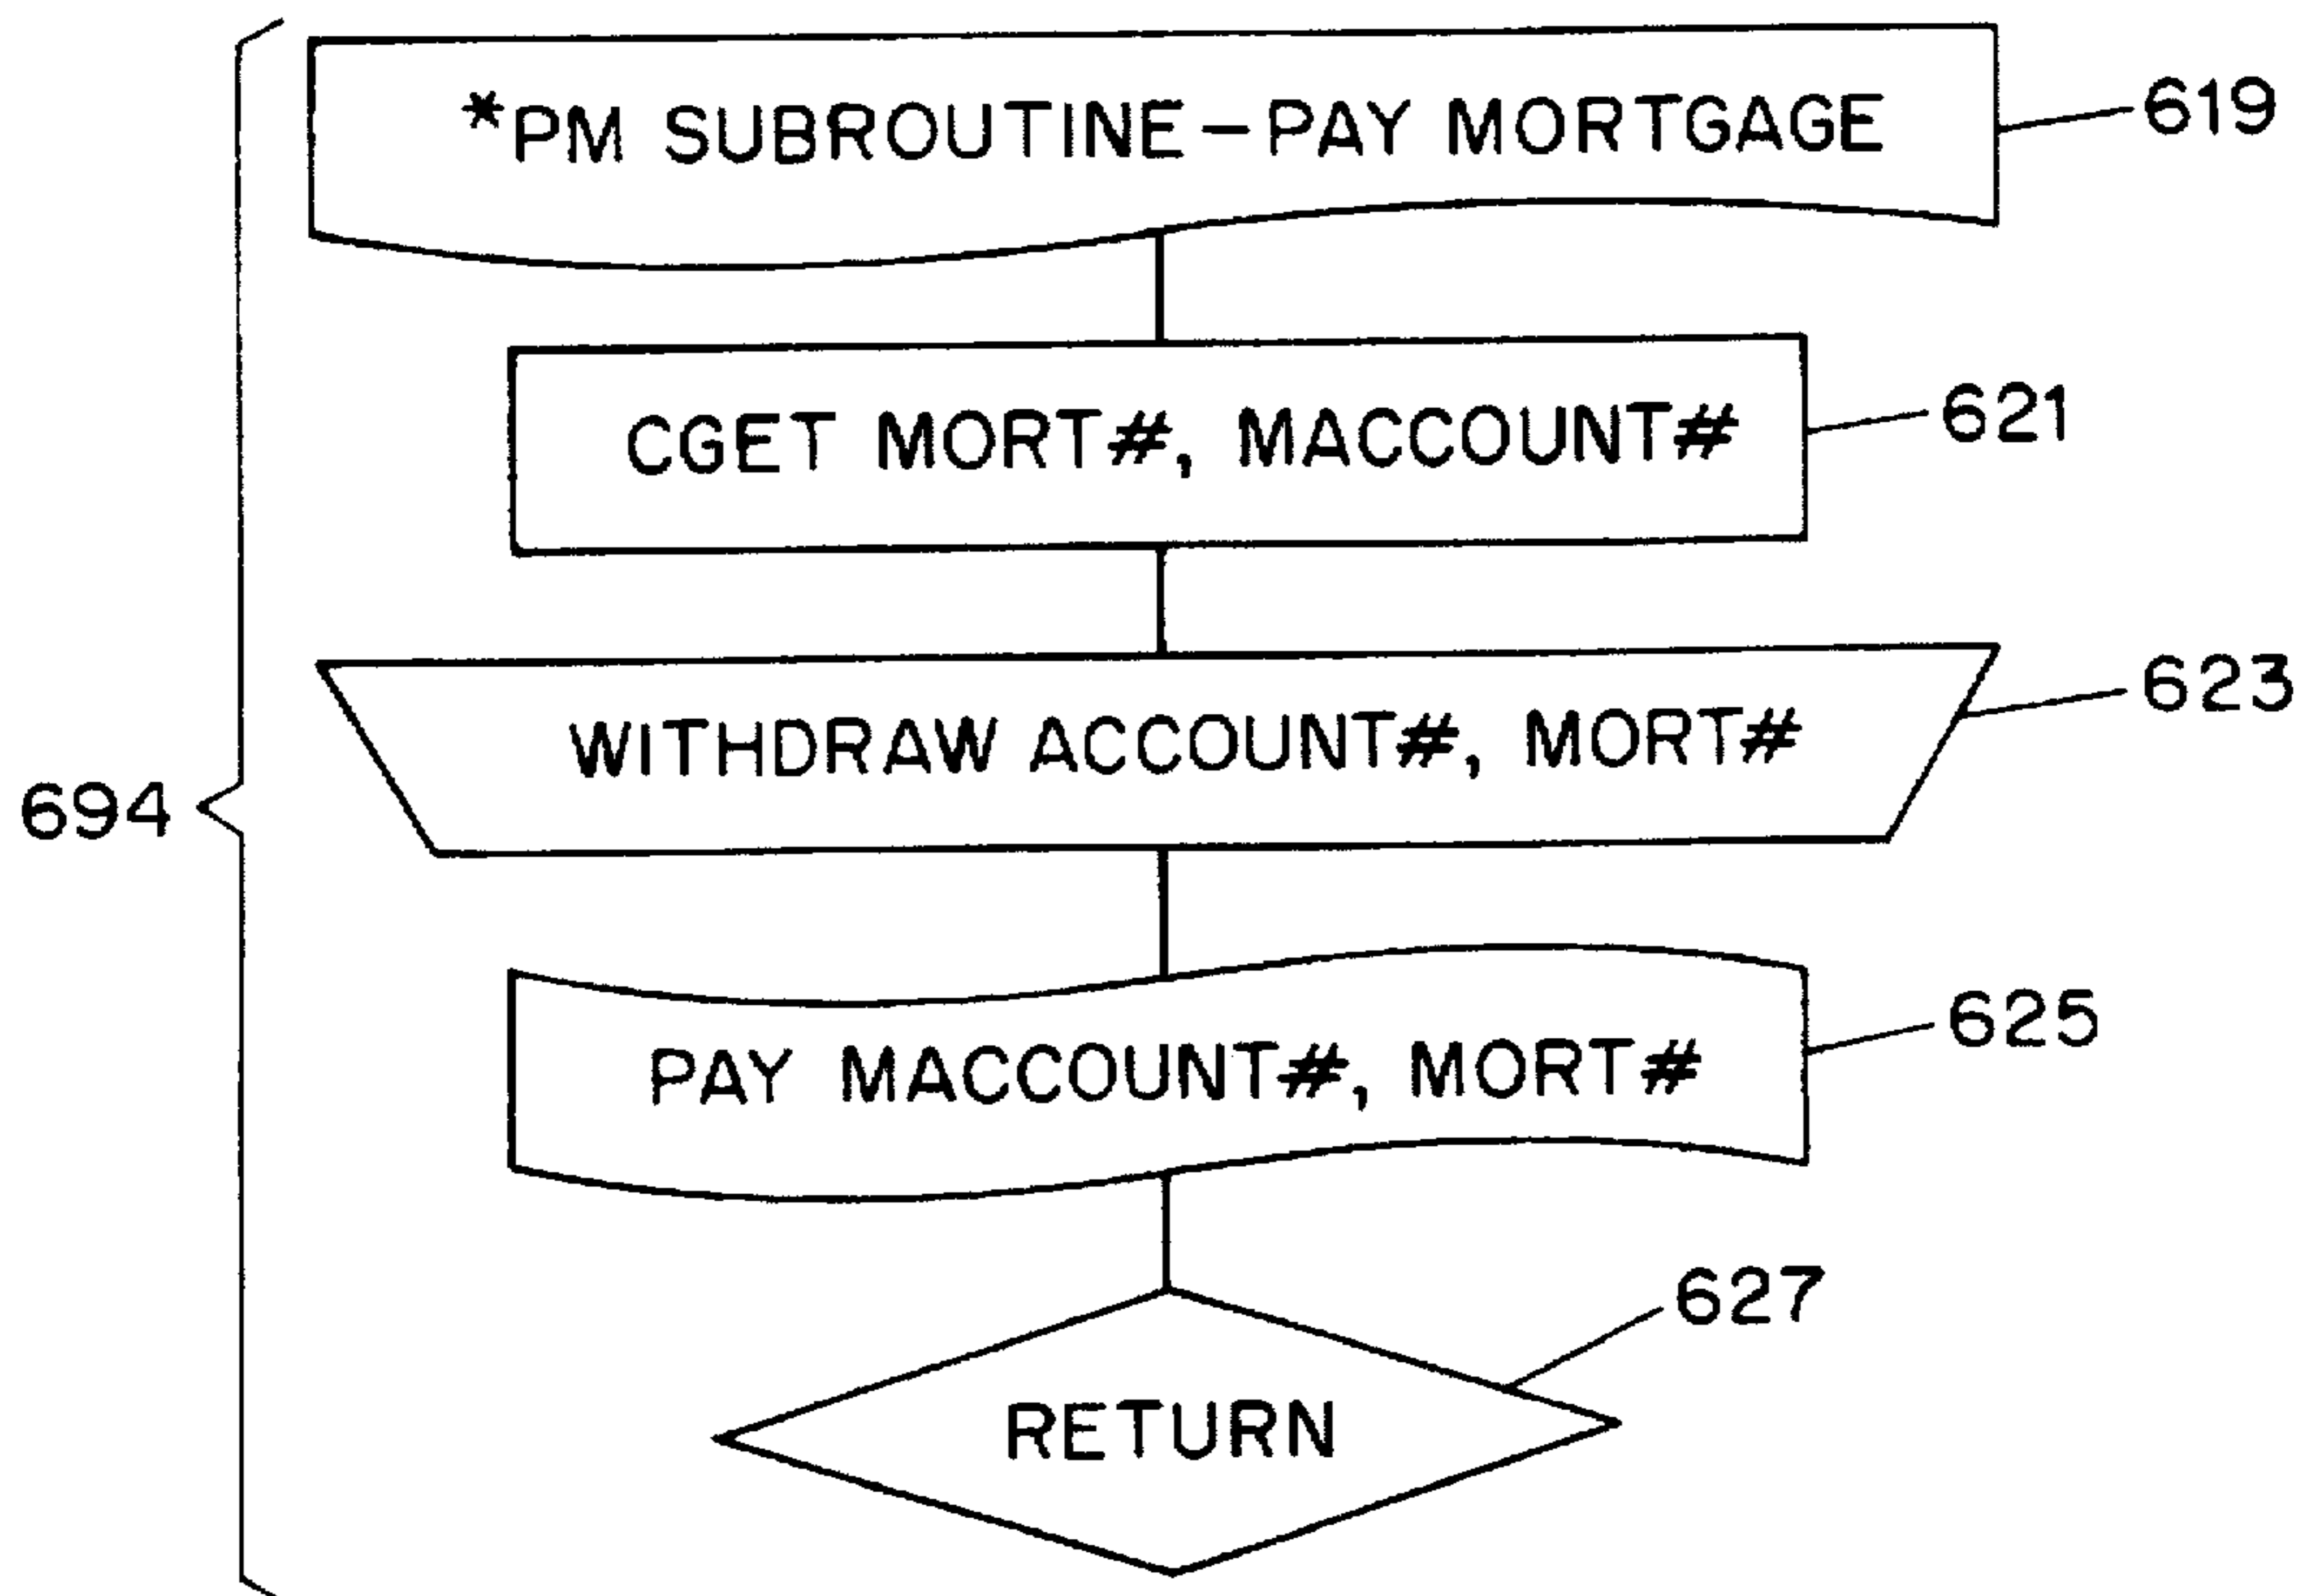 *PM SUBROUTINE-PAY MORTGAGE
619
CGET MORT#, MACCOUNT#
621
WITHDRAW ACCOUNT#, MORT#
623
694
PAY MACCOUNT#, MORT#
625
627
RETURN